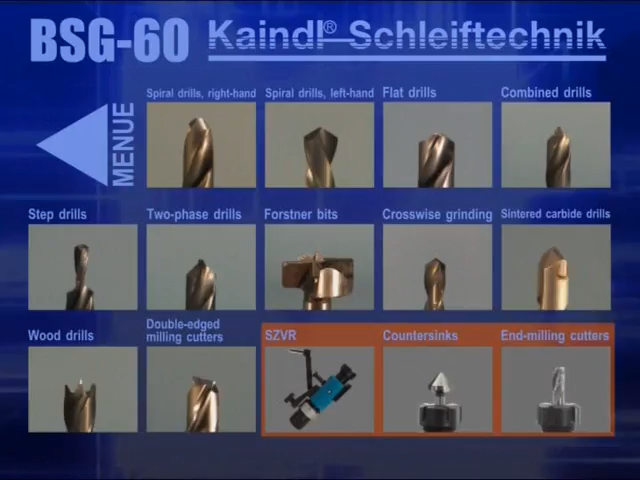 BSG-60 Kaindl® Schleiftechnik
MENUE
Spiral drills, right-hand
Spiral drills, left-hand
Flat drills
Combined drills
Step drills
Two-phase drills
Forstner bits
Crosswise grinding
Sintered carbide drills
Wood drills
Double-edged
milling cutters
SZVR
Countersinks
End-milling cutters